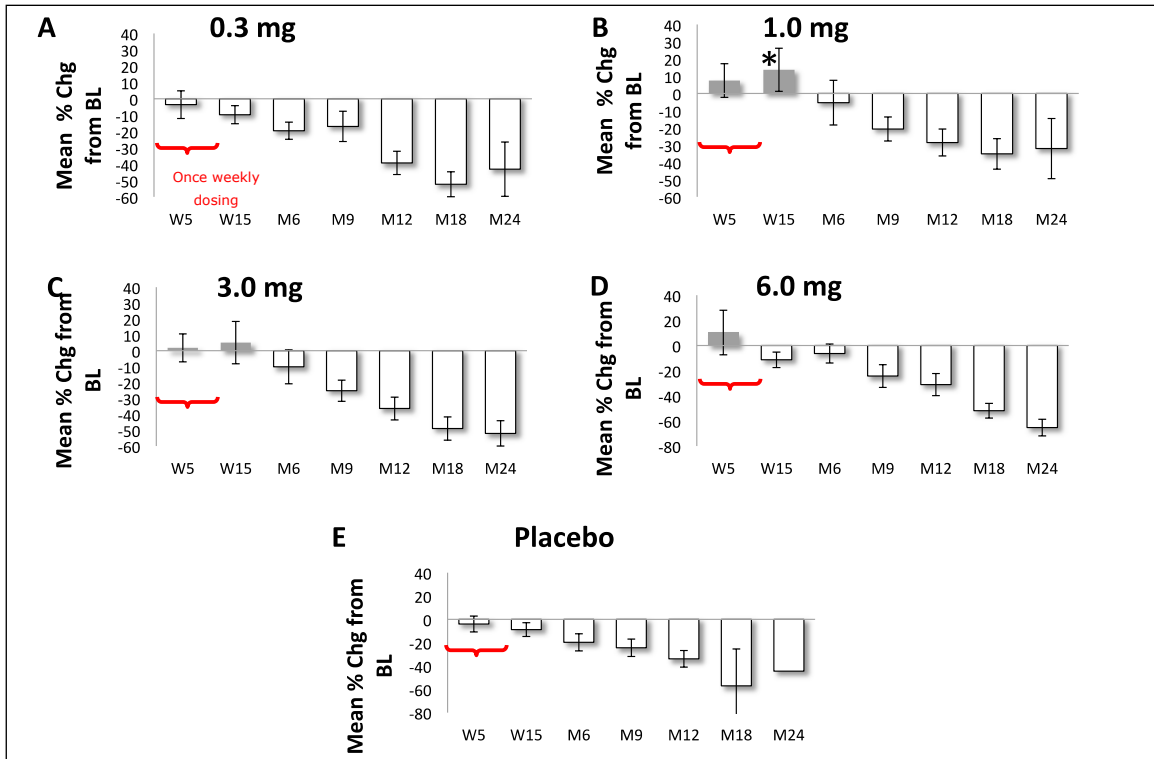 A 0.3 mg
Mean % Chg
from BL
40
30
20
10
0
-10
-20
-30
-40
-50
-60
Once weekly
dosing
W5 W15 M6 M9 M12 M18 M24
B 1.0 mg
Mean % Chg
from BL
40
30
20
10
0
-10
-20
-30
-40
-50
-60
*
W5 W15 M6 M9 M12 M18 M24
C 3.0 mg
Mean % Chg from
BL
40
30
20
10
0
-10
-20
-30
-40
-50
-60
W5 W15 M6 M9 M12 M18 M24
D 6.0 mg
Mean % Chg from
BL
40
20
0
-20
-40
-60
-80
W5 W15 M6 M9 M12 M18 M24
E Placebo
Mean % Chg from
BL
40
20
0
-20
-40
-60
-80
W5 W15 M6 M9 M12 M18 M24